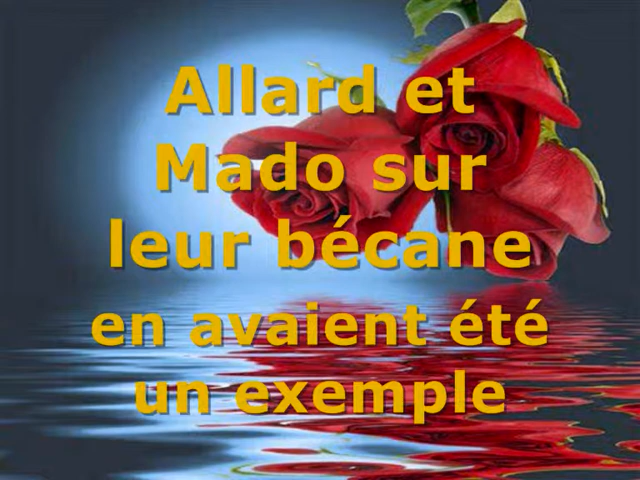 Allard et
Mado sur
leur bécane
en avaient été
un exemple